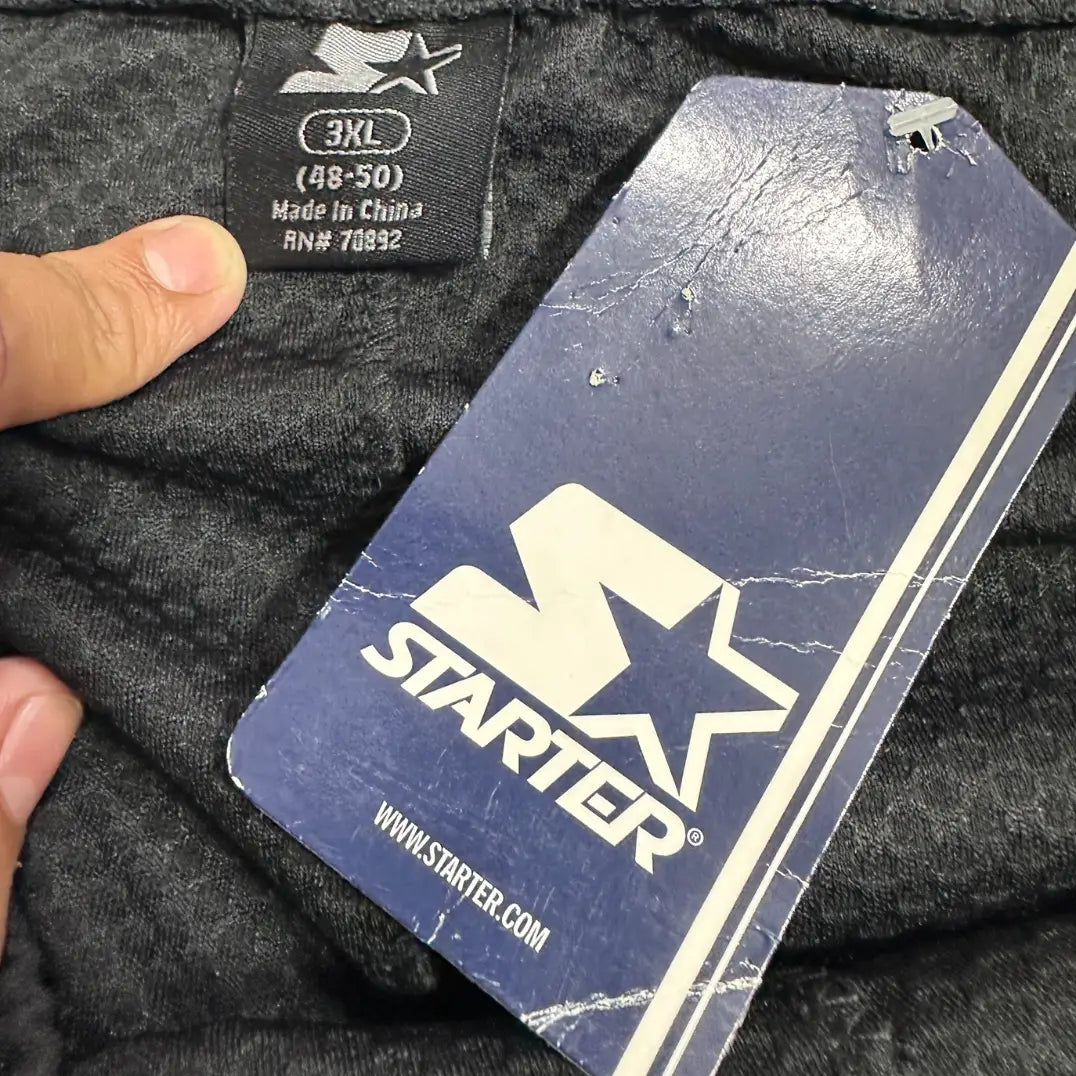 3XL
(48-50)
Made In China
RN# 70892
STARTER®
WWW.STARTER.COM